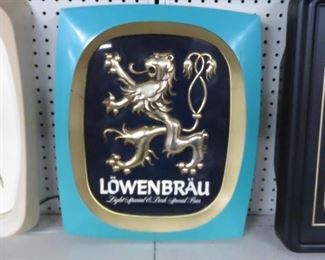 LÖWENBRÄU
Light Special & Dark Special Beer